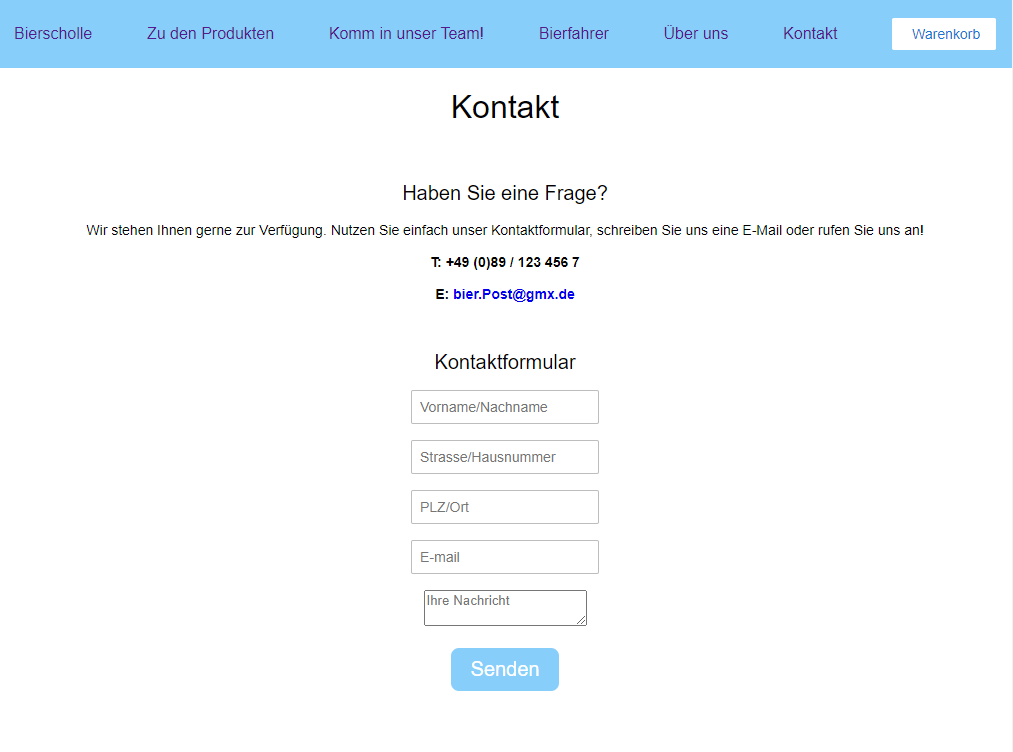 Bierscholle Zu den Produkten Komm in unser Team! Bierfahrer Über uns Kontakt Warenkorb
Kontakt
Haben Sie eine Frage?
Wir stehen Ihnen gerne zur Verfügung. Nutzen Sie einfach unser Kontaktformular, schreiben Sie uns eine E-Mail oder rufen Sie uns an!
T: +49 (0)89 / 123 456 7
E: bier.Post@gmx.de
Kontaktformular
Vorname/Nachname
Strasse/Hausnummer
PLZ/Ort
E-mail
Ihre Nachricht
Senden